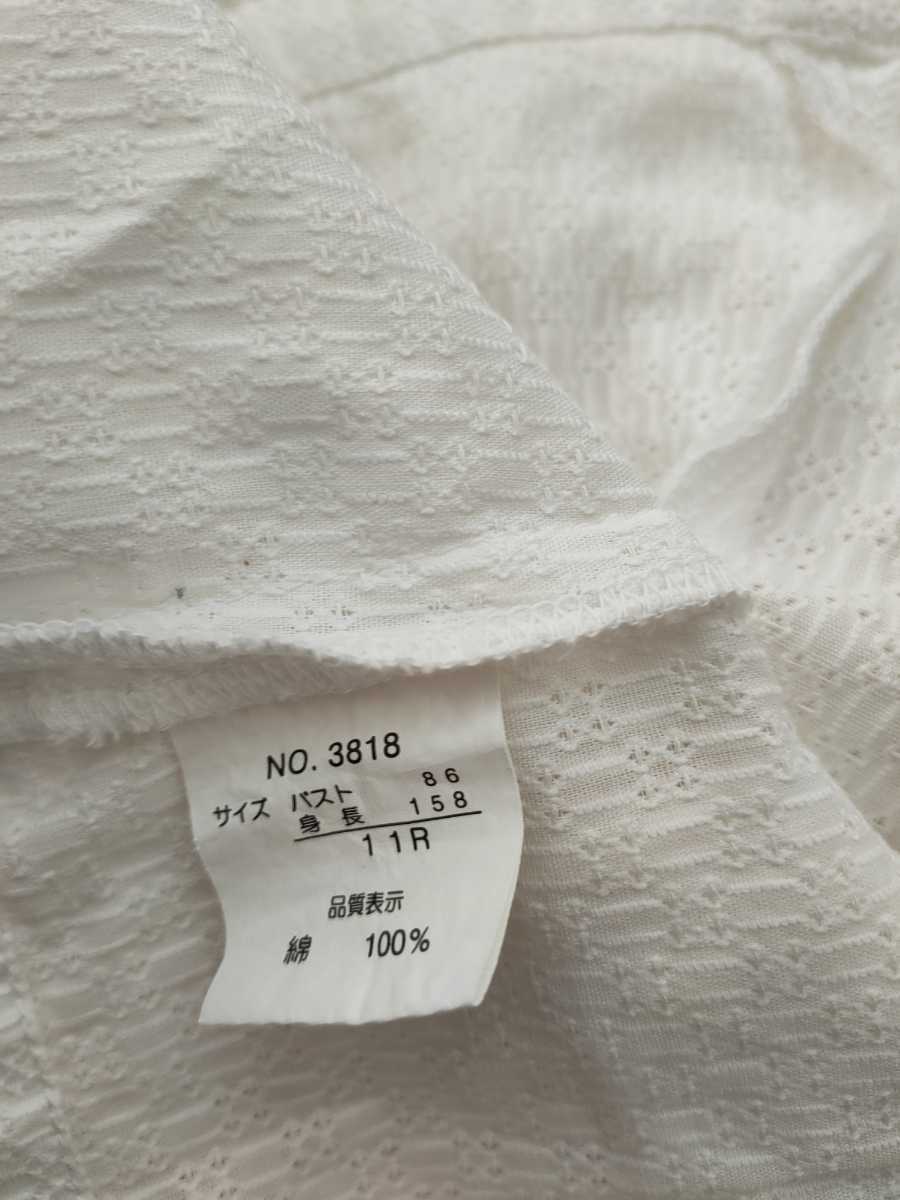 NO. 3818
サイズ バスト 86
身長 158
11R
品質表示
綿 100%